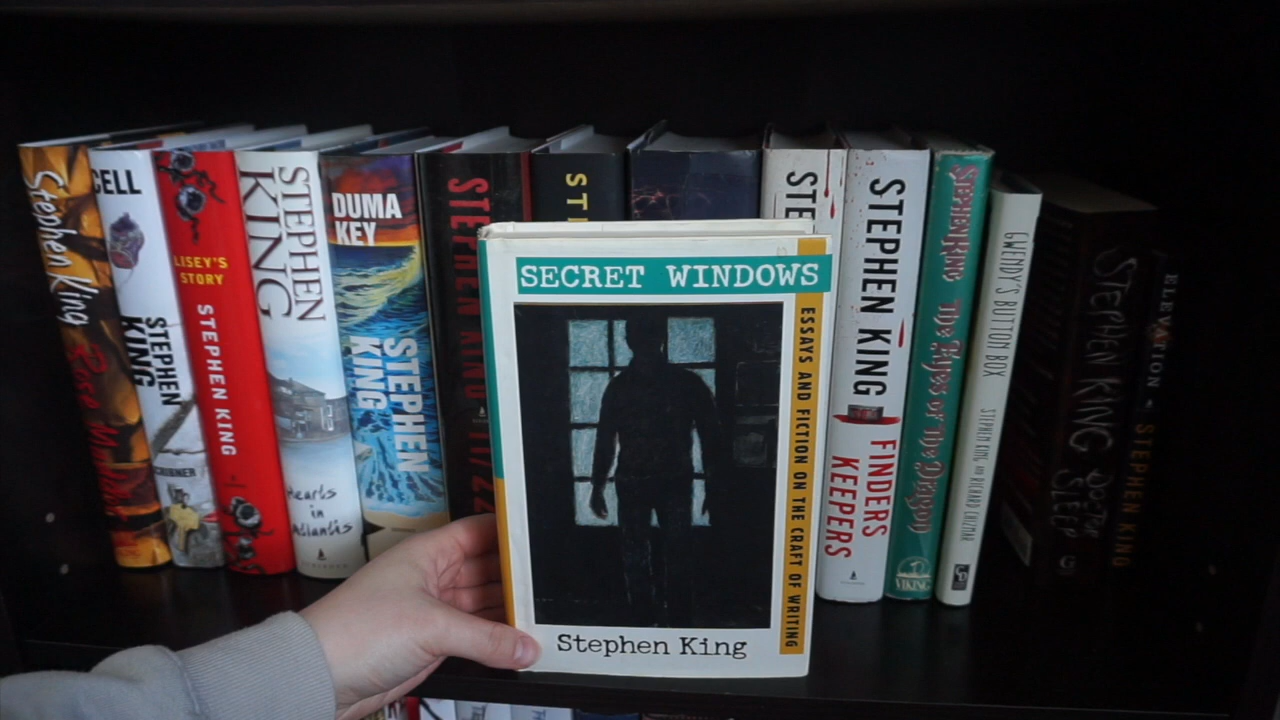 Stephen King
Rose Madder
CELL
STEPHEN
KING
SCRIBNER
LISEY'S
STORY
STEPHEN KING
STEPHEN
KING
Hearts
in
Atlantis
DUMA
KEY
STEPHEN
KING
STEPHEN KING
ST
STE
SECRET WINDOWS
ESSAYS AND FICTION ON THE CRAFT OF WRITING
Stephen King
STEPHEN KING
FINDERS
KEEPERS
STEPHEN KING The Eyes of the Dragon
VIKING
GWENDY'S BUTTON BOX
STEPHEN KING AND RICHARD CHIZMAR
STEPHEN KING
DOCTOR
SLEEP
ELEVATION
STEPHEN KING